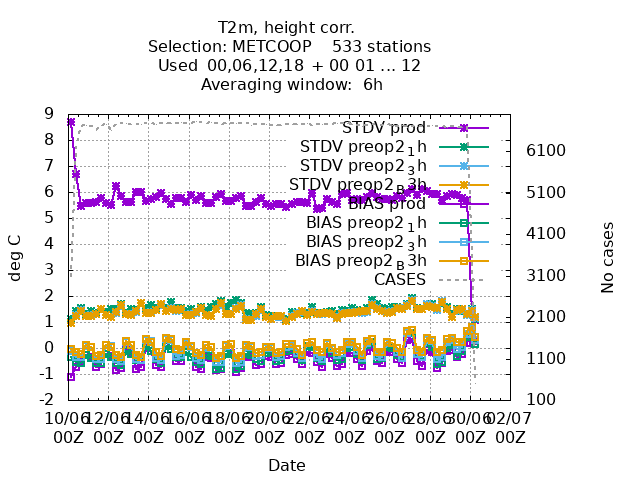 T2m, height corr.
Selection: METCOOP    533 stations
Used  00,06,12,18  + 00 01 ... 12
Averaging window:  6h
9
8
7
6
5
4
3
2
1
0
-1
-2
deg C
STDV prod
STDV preop2₁h
STDV preop2₃h
STDV preop2_B3h
BIAS prod
BIAS preop2₁h
BIAS preop2₃h
BIAS preop2_B3h
CASES
6100
5100
4100
3100
2100
1100
100
No cases
10/06 12/06 14/06 16/06 18/06 20/06 22/06 24/06 26/06 28/06 30/06 02/07
00Z 00Z 00Z 00Z 00Z 00Z 00Z 00Z 00Z 00Z 00Z 00Z
Date